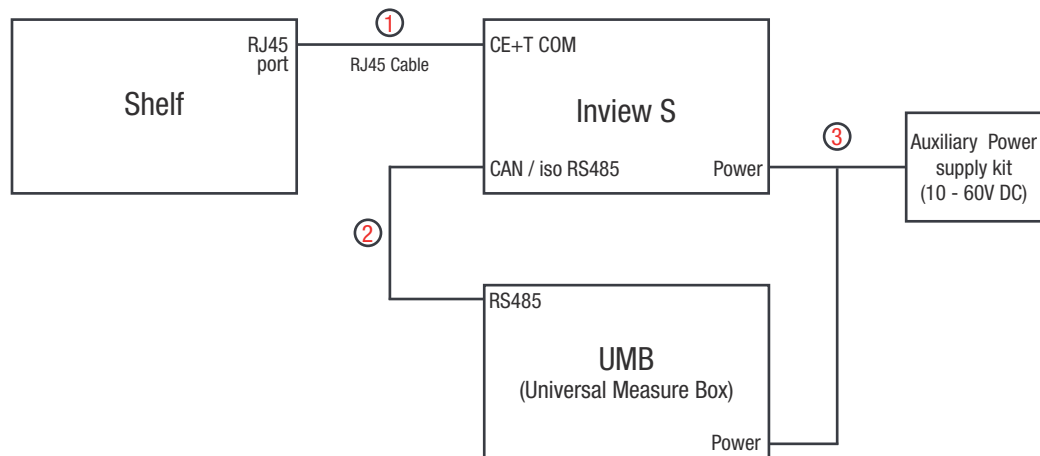 RJ45
port
Shelf
1
RJ45 Cable
CE+T COM
Inview S
CAN / iso RS485
Power
3
Auxiliary Power
supply kit
(10 - 60V DC)
2
RS485
UMB
(Universal Measure Box)
Power